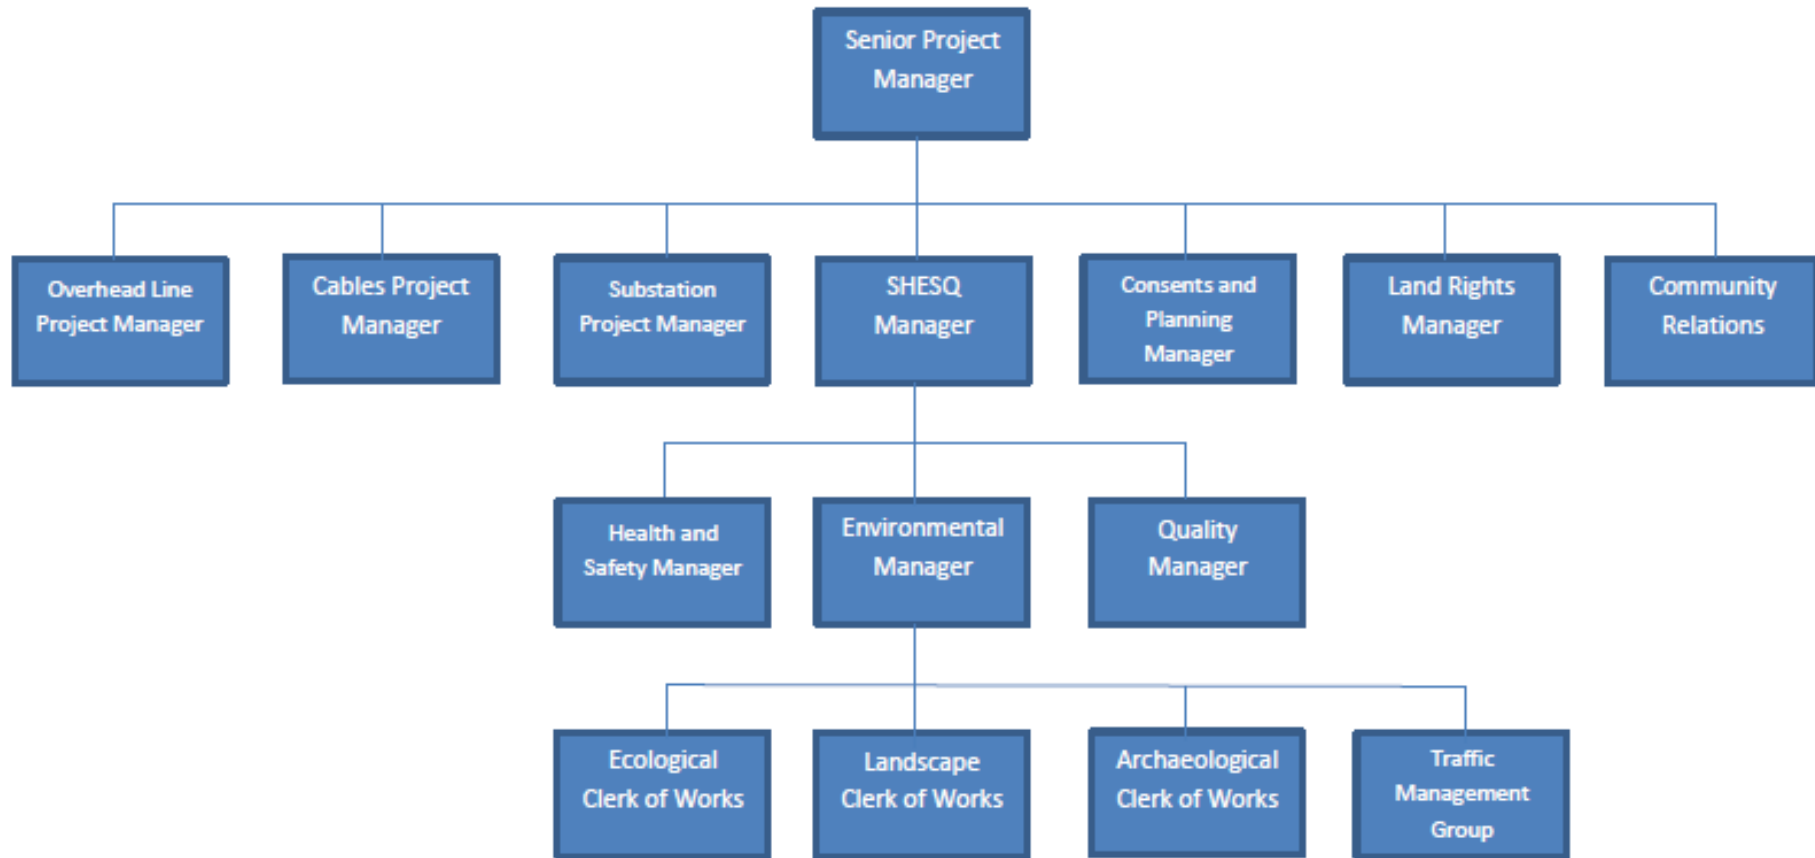 Senior Project
Manager
Overhead Line
Project Manager
Cables Project
Manager
Substation
Project Manager
SHESQ
Manager
Consents and
Planning
Manager
Land Rights
Manager
Community
Relations
Health and
Safety Manager
Environmental
Manager
Quality
Manager
Ecological
Clerk of Works
Landscape
Clerk of Works
Archaeological
Clerk of Works
Traffic
Management
Group